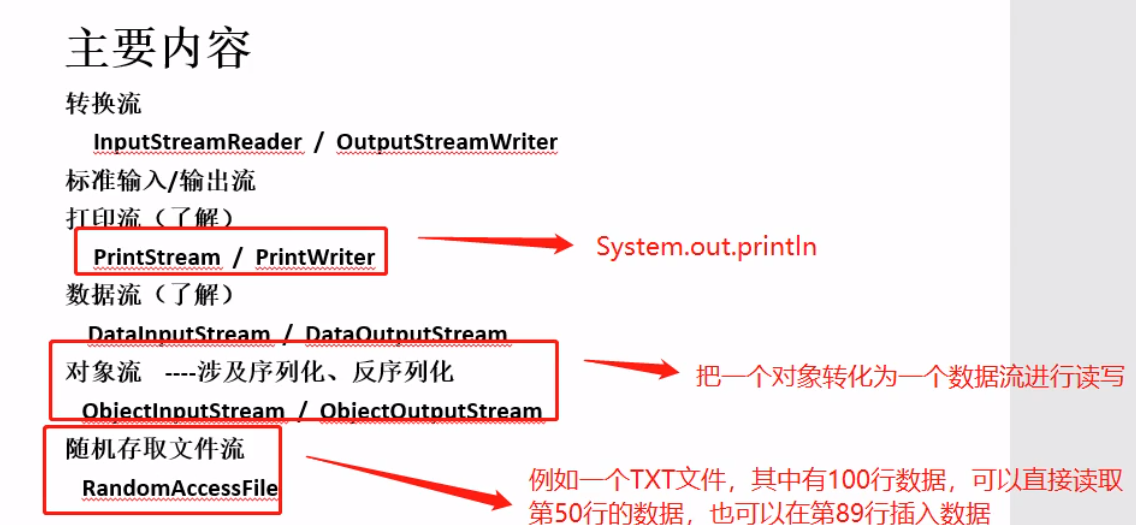 主要内容
转换流
InputStreamReader / OutputStreamWriter
标准输入/输出流
打印流（了解）
PrintStream / PrintWriter
System.out.println
数据流（了解）
DataInputStream / DataOutputStream
对象流 ----涉及序列化、反序列化
把一个对象转化为一个数据流进行读写
ObjectInputStream / ObjectOutputStream
随机存取文件流
RandomAccessFile
例如一个TXT文件，其中有100行数据，可以直接读取
第50行的数据，也可以在第89行插入数据